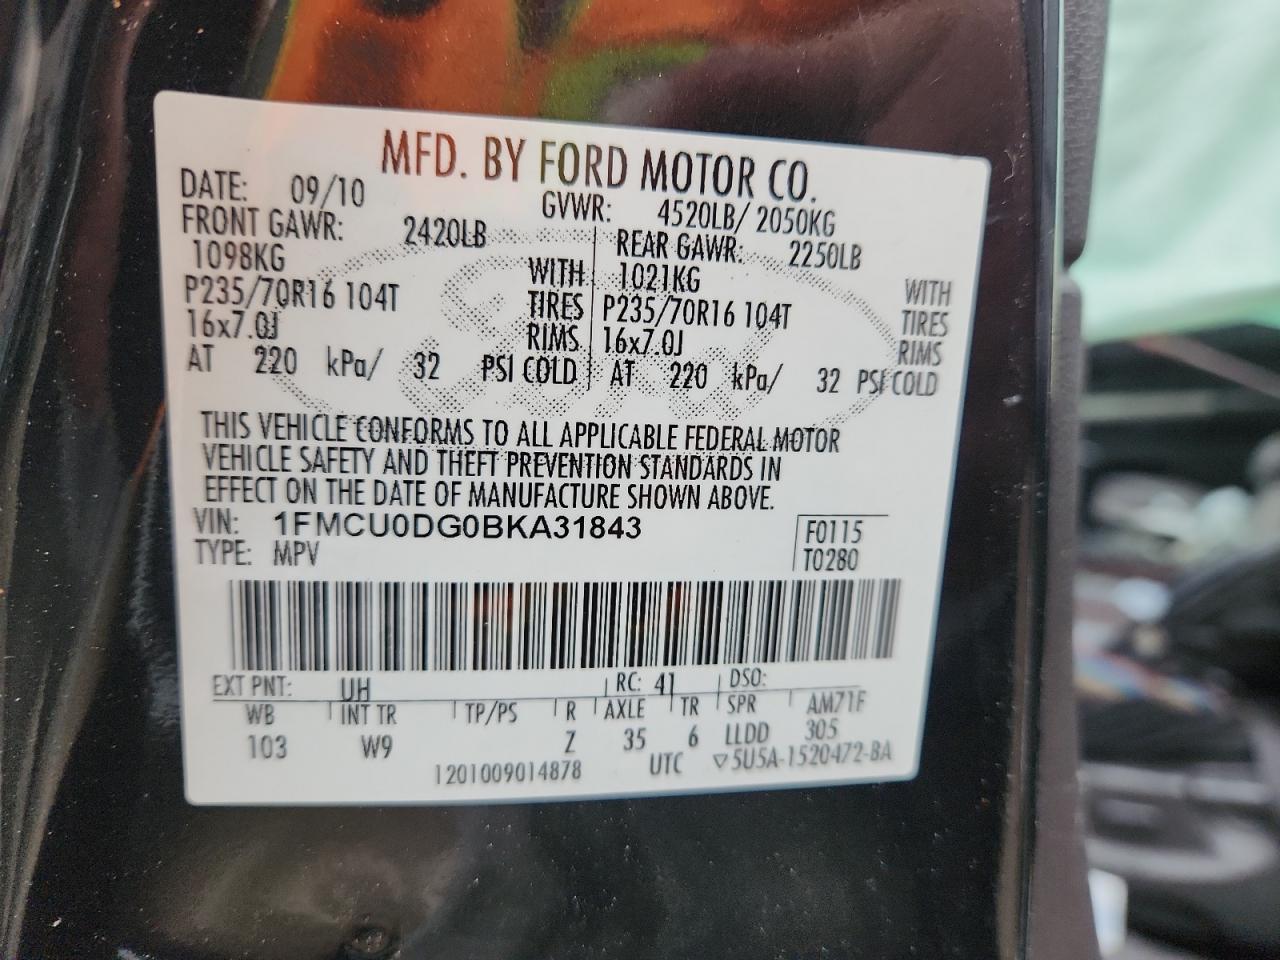 MFD. BY FORD MOTOR CO.
DATE: 09/10 GVWR: 4520LB/ 2050KG
FRONT GAWR: 2420LB REAR GAWR: 2250LB
1098KG WITH 1021KG WITH
P235/70R16 104T TIRES P235/70R16 104T TIRES
16x7.0J RIMS 16x7.0J RIMS
AT 220 kPa/ 32 PSI COLD AT 220 kPa/ 32 PSI COLD
THIS VEHICLE CONFORMS TO ALL APPLICABLE FEDERAL MOTOR
VEHICLE SAFETY AND THEFT PREVENTION STANDARDS IN
EFFECT ON THE DATE OF MANUFACTURE SHOWN ABOVE.
VIN: 1FMCU0DG0BKA31843 F0115
TYPE: MPV T0280
EXT PNT: UH RC: 41 DSO:
WB INT TR TP/PS R AXLE TR SPR AM71F
103 W9 Z 35 6 LLDD 305
1201009014878 UTC ▽5U5A-1520472-BA